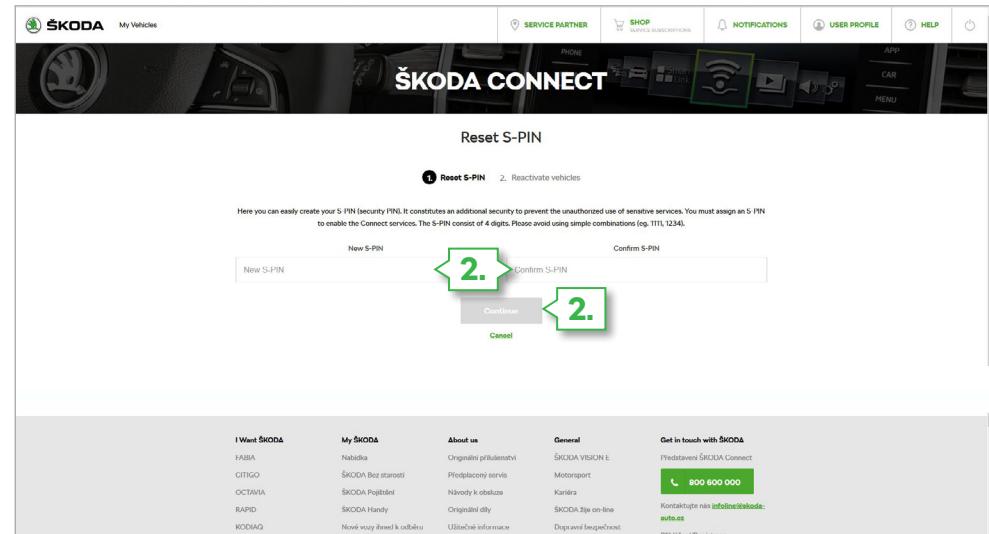 ŠKODA
My Vehicles
SERVICE PARTNER
SHOP
SERVICE SUBSCRIPTIONS
NOTIFICATIONS
USER PROFILE
HELP
PHONE
Smart
Link
APP
CAR
MENU
ŠKODA CONNECT
Reset S-PIN
1. Reset S-PIN 2. Reactivate vehicles
Here you can easily create your S-PIN (security PIN). It constitutes an additional security to prevent the unauthorized use of sensitive services. You must assign an S-PIN
to enable the Connect services. The S-PIN consist of 4 digits. Please avoid using simple combinations (eg. 1111, 1234).
New S-PIN
Confirm S-PIN
New S-PIN
2.
Confirm S-PIN
Continue
2.
Cancel
I Want ŠKODA My ŠKODA About us General Get in touch with ŠKODA
FABIA Nabídka Originální příslušenství ŠKODA VISION E Představení ŠKODA Connect
CITIGO ŠKODA Bez starostí Předplacený servis Motorsport
800 600 000
OCTAVIA ŠKODA Pojištění Návody k obsluze Kariéra
RAPID ŠKODA Handy Originální díly ŠKODA žije on-line Kontaktujte nás infoline@skoda-
auto.cz
KODIAQ Nové vozy ihned k odběru Užitečné informace Dopravní bezpečnost